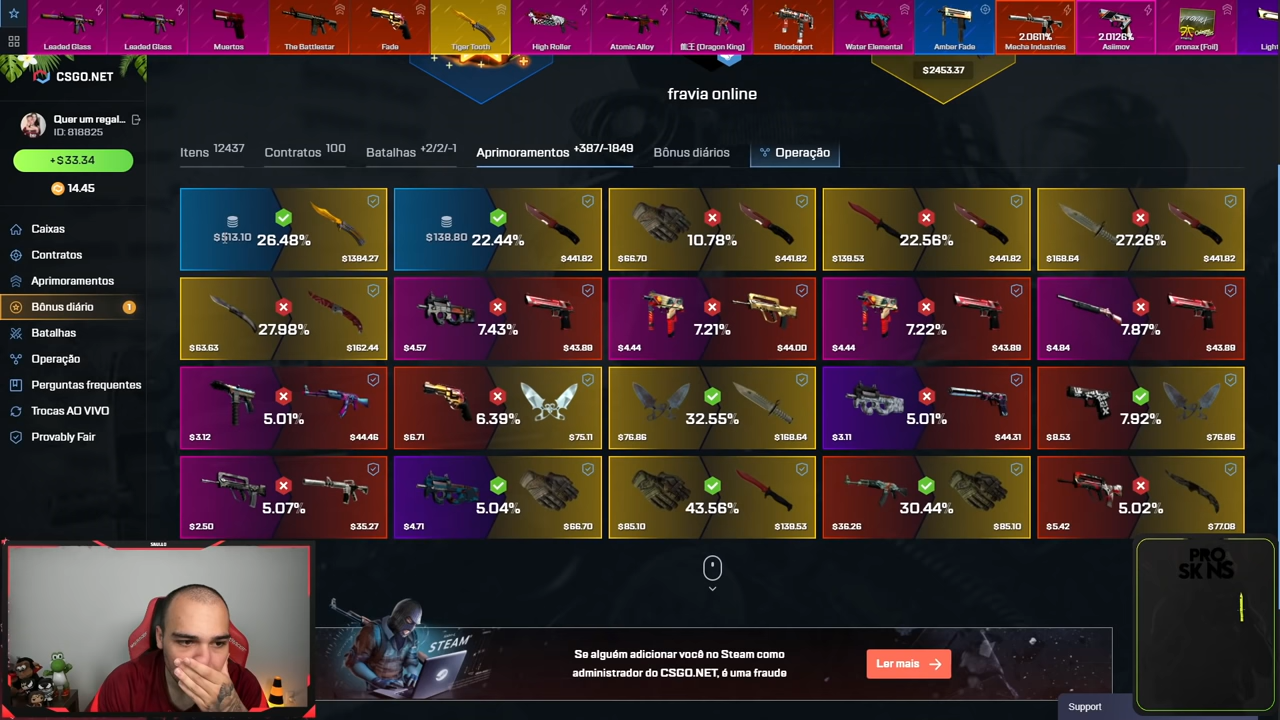 Leaded Glass
Leaded Glass
Muertos
The Battlestar
Fade
Tiger Tooth
High Roller
Atomic Alloy
龍王 (Dragon King)
Bloodsport
Water Elemental
Amber Fade
2.0611%
Mecha Industries
2.0126%
Asiimov
pronax (Foil)
CSGO.NET
Quer um regal...
ID: 818825
+$33.34
14.45
Caixas
Contratos
Aprimoramentos
Bônus diário 1
Batalhas
Operação
Perguntas frequentes
Trocas AO VIVO
Provably Fair
$2453.37
fravia online
Itens 12437
Contratos 100
Batalhas +2/2/-1
Aprimoramentos +387/-1849
Bônus diários
Operação
$513.10 26.48% $1384.27
$138.80 22.44% $441.82
$66.70 10.78% $441.82
$139.53 22.56% $441.82
$168.64 27.26% $441.82
$63.63 27.98% $162.44
$4.57 7.43% $43.89
$4.44 7.21% $44.00
$4.44 7.22% $43.89
$4.84 7.87% $43.89
$3.12 5.01% $44.46
$6.71 6.39% $75.11
$76.86 32.55% $168.64
$3.11 5.01% $44.31
$8.53 7.92% $76.86
$2.50 5.07% $35.27
$4.71 5.04% $66.70
$85.10 43.56% $139.53
$36.26 30.44% $85.10
$5.42 5.02% $77.08
STEAM
Se alguém adicionar você no Steam como
administrador do CSGO.NET, é uma fraude
Ler mais
PRO
SKINS
Support